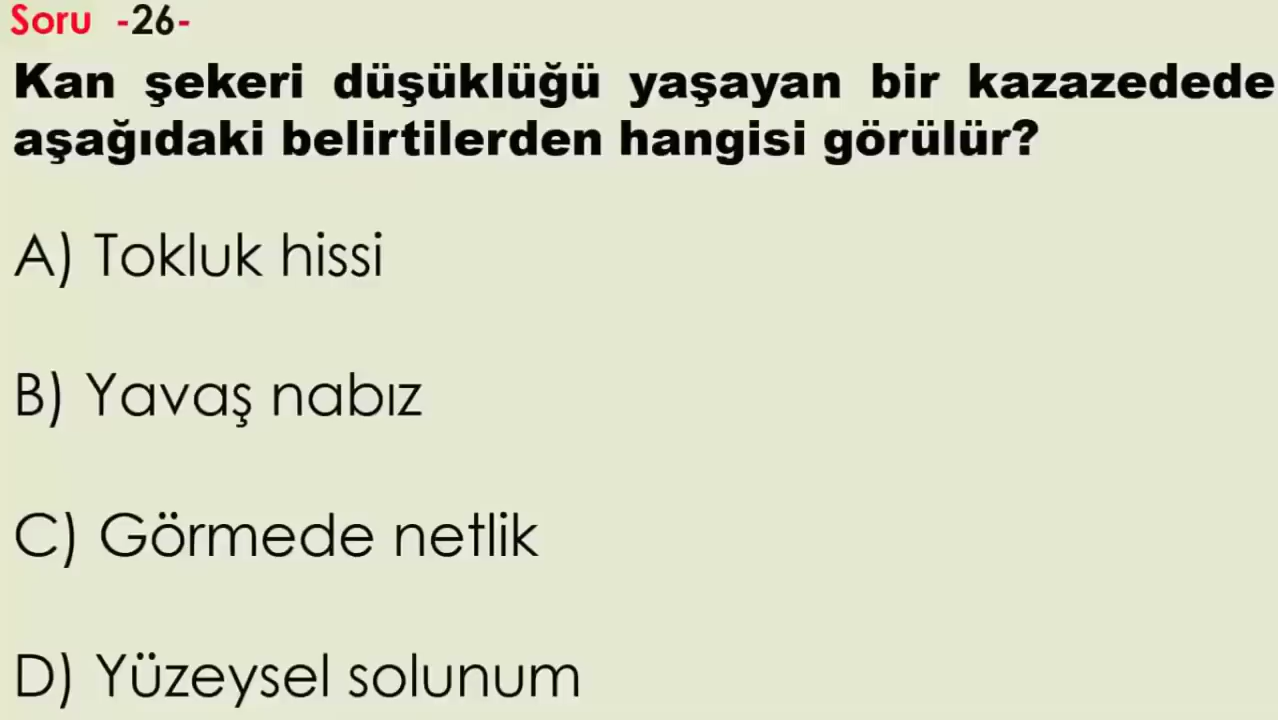 Soru -26-
Kan şekeri düşüklüğü yaşayan bir kazazedede
aşağıdaki belirtilerden hangisi görülür?
A) Tokluk hissi
B) Yavaş nabız
C) Görmede netlik
D) Yüzeysel solunum